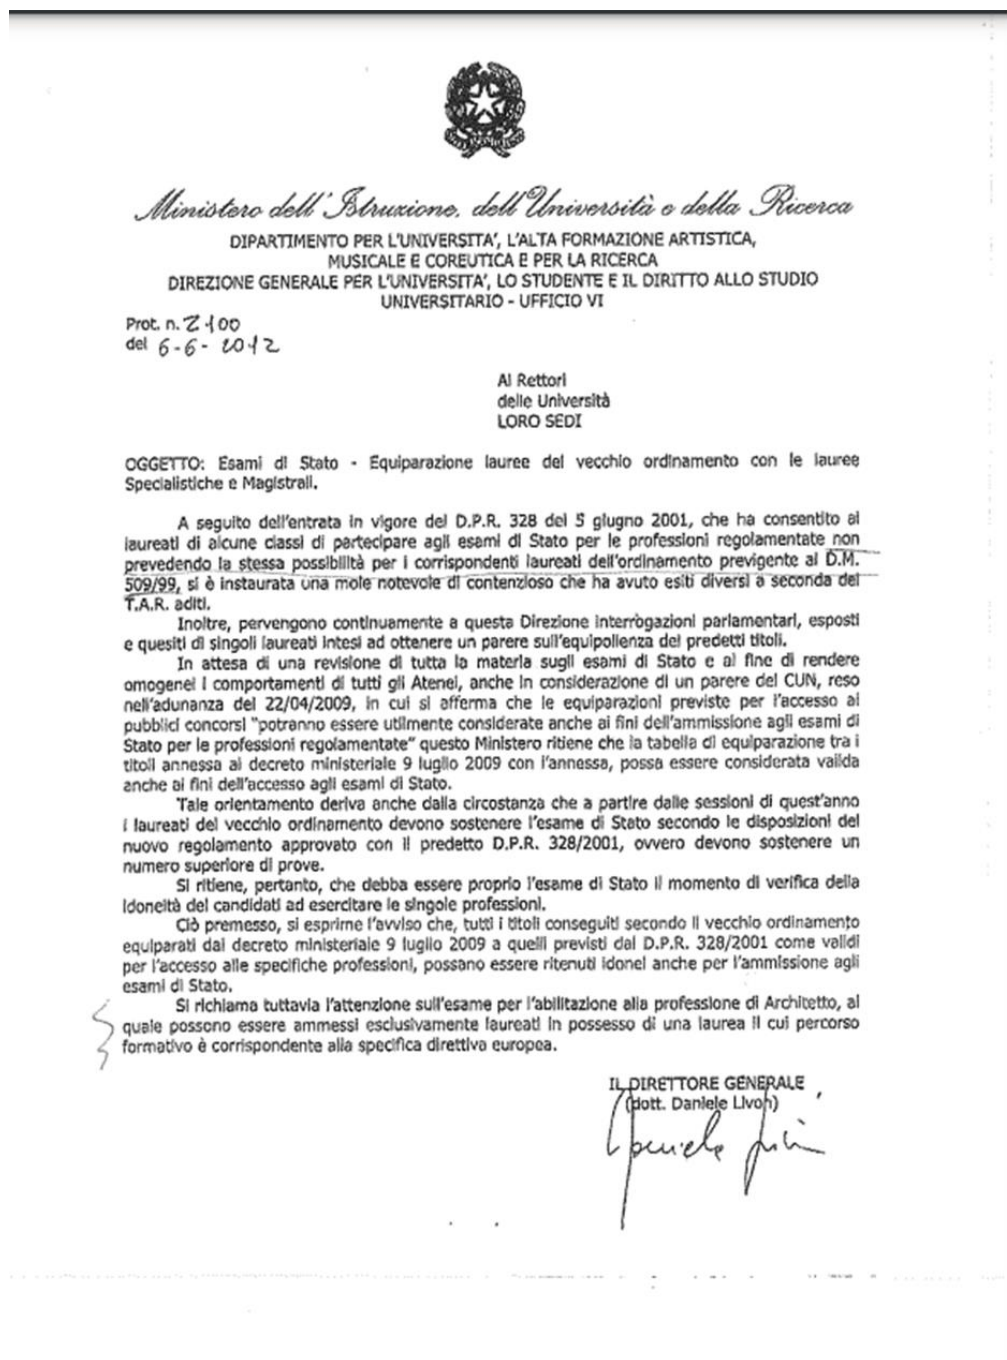 Ministero dell'Istruzione, dell'Università e della Ricerca
DIPARTIMENTO PER L'UNIVERSITA', L'ALTA FORMAZIONE ARTISTICA,
MUSICALE E COREUTICA E PER LA RICERCA
DIREZIONE GENERALE PER L'UNIVERSITA', LO STUDENTE E IL DIRITTO ALLO STUDIO
UNIVERSITARIO - UFFICIO VI
Prot. n. 2100
del 6-6-2012
Ai Rettori
delle Università
LORO SEDI
OGGETTO: Esami di Stato - Equiparazione lauree del vecchio ordinamento con le lauree
Specialistiche e Magistrali.
A seguito dell'entrata in vigore del D.P.R. 328 del 5 giugno 2001, che ha consentito ai
laureati di alcune classi di partecipare agli esami di Stato per le professioni regolamentate non
prevedendo la stessa possibilità per i corrispondenti laureati dell'ordinamento previgente al D.M.
509/99, si è instaurata una mole notevole di contenzioso che ha avuto esiti diversi a seconda dei
T.A.R. aditi.
Inoltre, pervengono continuamente a questa Direzione interrogazioni parlamentari, esposti
e quesiti di singoli laureati intesi ad ottenere un parere sull'equipollenza dei predetti titoli.
In attesa di una revisione di tutta la materia sugli esami di Stato e al fine di rendere
omogenei i comportamenti di tutti gli Atenei, anche in considerazione di un parere del CUN, reso
nell'adunanza del 22/04/2009, in cui si afferma che le equiparazioni previste per l'accesso ai
pubblici concorsi "potranno essere utilmente considerate anche ai fini dell'ammissione agli esami di
Stato per le professioni regolamentate" questo Ministero ritiene che la tabella di equiparazione tra i
titoli annessa al decreto ministeriale 9 luglio 2009 con l'annessa, possa essere considerata valida
anche ai fini dell'accesso agli esami di Stato.
Tale orientamento deriva anche dalla circostanza che a partire dalle sessioni di quest'anno
i laureati del vecchio ordinamento devono sostenere l'esame di Stato secondo le disposizioni del
nuovo regolamento approvato con il predetto D.P.R. 328/2001, ovvero devono sostenere un
numero superiore di prove.
Si ritiene, pertanto, che debba essere proprio l'esame di Stato il momento di verifica della
idoneità dei candidati ad esercitare le singole professioni.
Ciò premesso, si esprime l'avviso che, tutti i titoli conseguiti secondo il vecchio ordinamento
equiparati dal decreto ministeriale 9 luglio 2009 a quelli previsti dal D.P.R. 328/2001 come validi
per l'accesso alle specifiche professioni, possano essere ritenuti idonei anche per l'ammissione agli
esami di Stato.
Si richiama tuttavia l'attenzione sull'esame per l'abilitazione alla professione di Architetto, al
quale possono essere ammessi esclusivamente laureati in possesso di una laurea il cui percorso
formativo è corrispondente alla specifica direttiva europea.
IL DIRETTORE GENERALE
(dott. Daniele Livon)